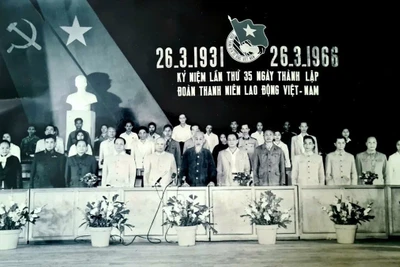 26.3.1931 26.3.1966
KỶ NIỆM LẦN THỨ 35 NGÀY THÀNH LẬP
ĐOÀN THANH NIÊN LAO ĐỘNG VIỆT-NAM